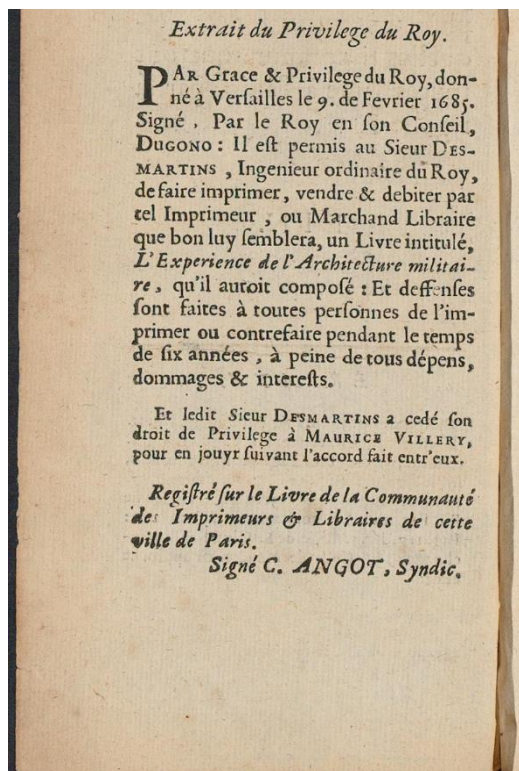 Extrait du Privilege du Roy.
PAR Grace & Privilege du Roy, don-
né à Verſailles le 9. de Fevrier 1685.
Signé, Par le Roy en ſon Conſeil,
DUGONO : Il eſt permis au Sieur DES-
MARTINS, Ingenieur ordinaire du Roy,
de faire imprimer, vendre & debiter par
tel Imprimeur, ou Marchand Libraire
que bon luy ſemblera, un Livre intitulé,
L'Experience de l'Architecture militai-
re, qu'il auroit compoſé : Et deffenſes
ſont faites à toutes perſonnes de l'im-
primer ou contrefaire pendant le temps
de ſix années, à peine de tous dépens,
dommages & intereſts.
Et ledit Sieur DESMARTINS a cedé ſon
droit de Privilege à MAURICE VILLERY,
pour en jouyr ſuivant l'accord fait entr'eux.
Regiſtré ſur le Livre de la Communauté
des Imprimeurs & Libraires de cette
ville de Paris.
Signé C. ANGOT, Syndic.